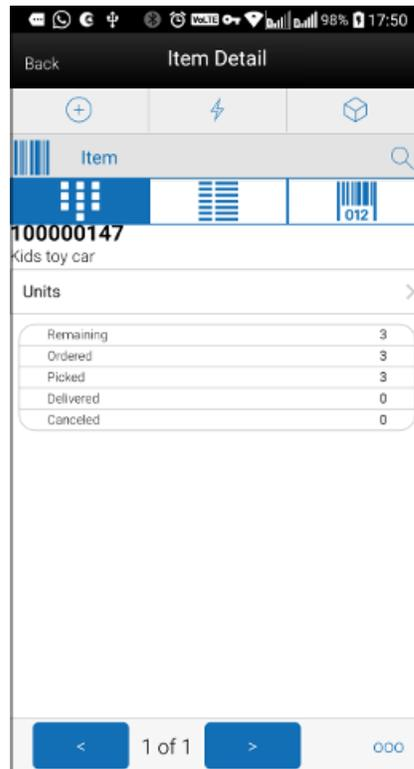 VoLTE 98% 17:50
Back Item Detail
Item
012
100000147
Kids toy car
Units
Remaining 3
Ordered 3
Picked 3
Delivered 0
Canceled 0
< 1 of 1 >